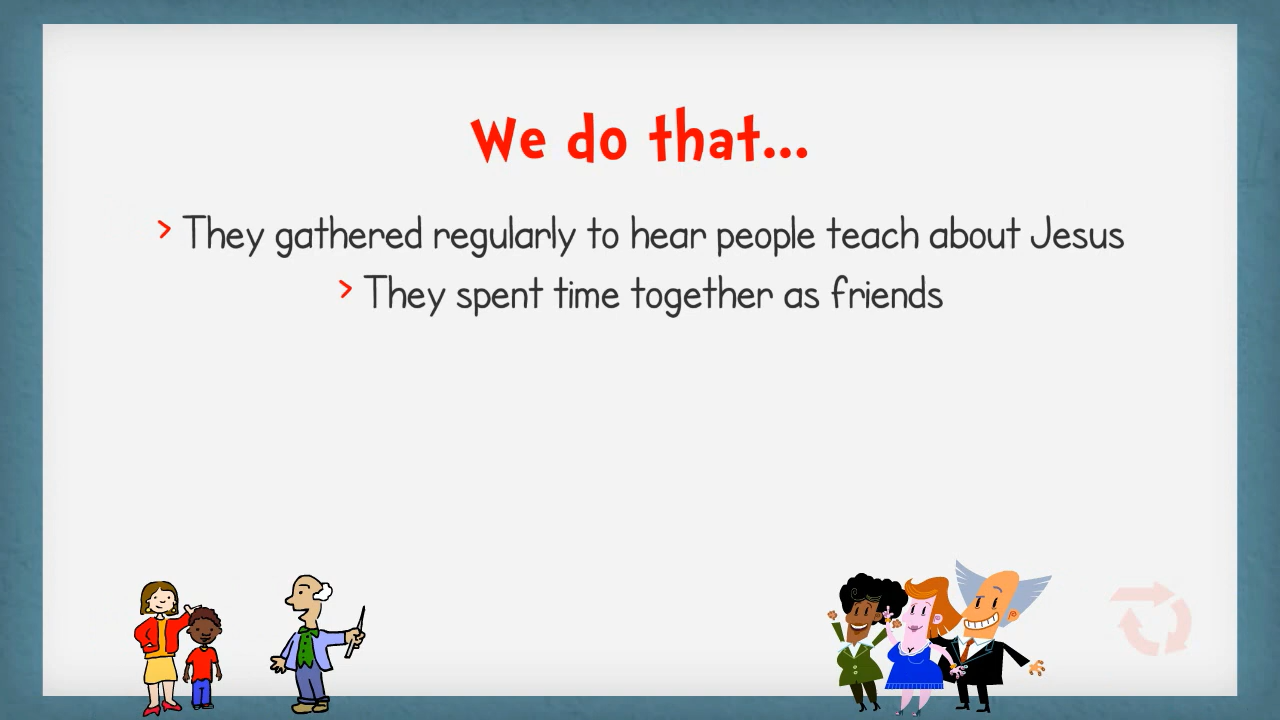 We do that...
> They gathered regularly to hear people teach about Jesus
> They spent time together as friends